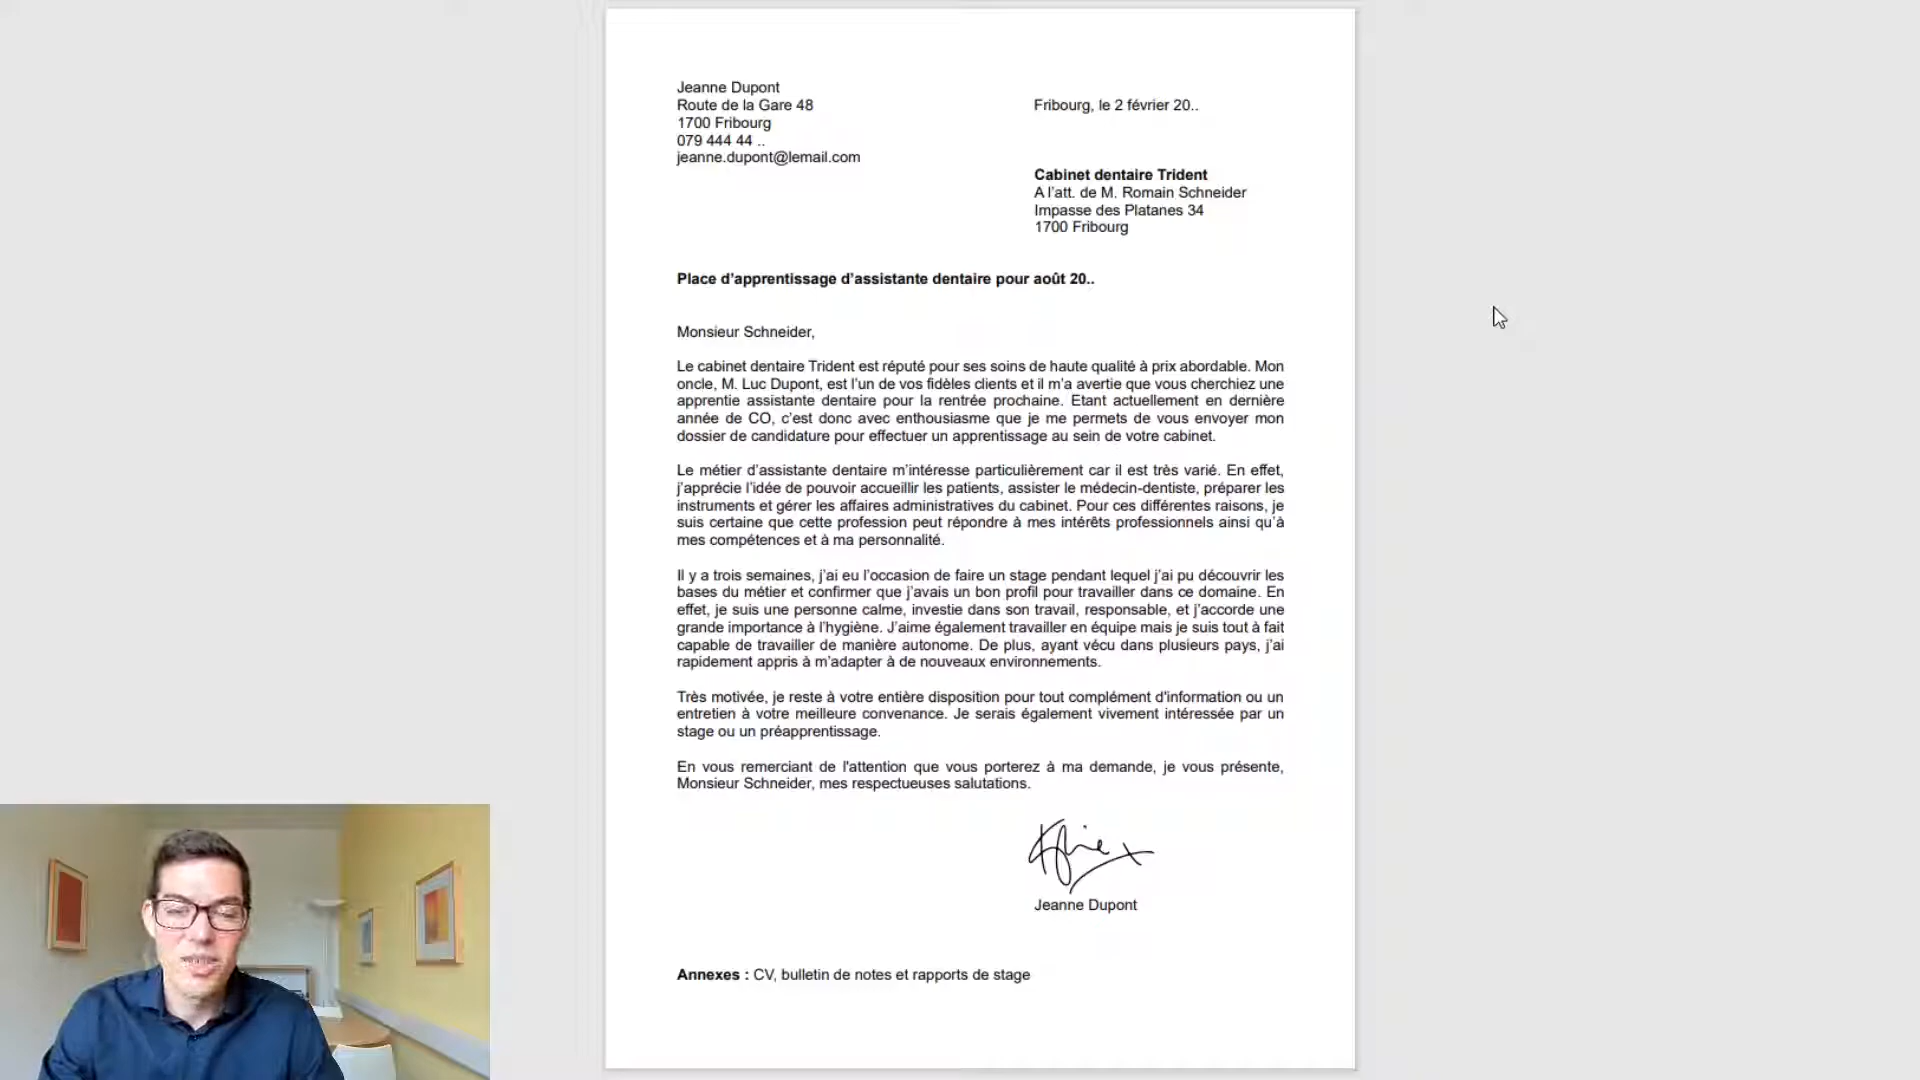 Jeanne Dupont
Route de la Gare 48
1700 Fribourg
079 444 44 ..
jeanne.dupont@lemail.com
Fribourg, le 2 février 20..
Cabinet dentaire Trident
A l’att. de M. Romain Schneider
Impasse des Platanes 34
1700 Fribourg
Place d’apprentissage d’assistante dentaire pour août 20..
Monsieur Schneider,
Le cabinet dentaire Trident est réputé pour ses soins de haute qualité à prix abordable. Mon
oncle, M. Luc Dupont, est l’un de vos fidèles clients et il m’a avertie que vous cherchiez une
apprentie assistante dentaire pour la rentrée prochaine. Etant actuellement en dernière
année de CO, c’est donc avec enthousiasme que je me permets de vous envoyer mon
dossier de candidature pour effectuer un apprentissage au sein de votre cabinet.
Le métier d’assistante dentaire m’intéresse particulièrement car il est très varié. En effet,
j’apprécie l’idée de pouvoir accueillir les patients, assister le médecin-dentiste, préparer les
instruments et gérer les affaires administratives du cabinet. Pour ces différentes raisons, je
suis certaine que cette profession peut répondre à mes intérêts professionnels ainsi qu’à
mes compétences et à ma personnalité.
Il y a trois semaines, j’ai eu l’occasion de faire un stage pendant lequel j’ai pu découvrir les
bases du métier et confirmer que j’avais un bon profil pour travailler dans ce domaine. En
effet, je suis une personne calme, investie dans son travail, responsable, et j’accorde une
grande importance à l’hygiène. J’aime également travailler en équipe mais je suis tout à fait
capable de travailler de manière autonome. De plus, ayant vécu dans plusieurs pays, j’ai
rapidement appris à m’adapter à de nouveaux environnements.
Très motivée, je reste à votre entière disposition pour tout complément d'information ou un
entretien à votre meilleure convenance. Je serais également vivement intéressée par un
stage ou un préapprentissage.
En vous remerciant de l'attention que vous porterez à ma demande, je vous présente,
Monsieur Schneider, mes respectueuses salutations.
Jeanne Dupont
Annexes : CV, bulletin de notes et rapports de stage